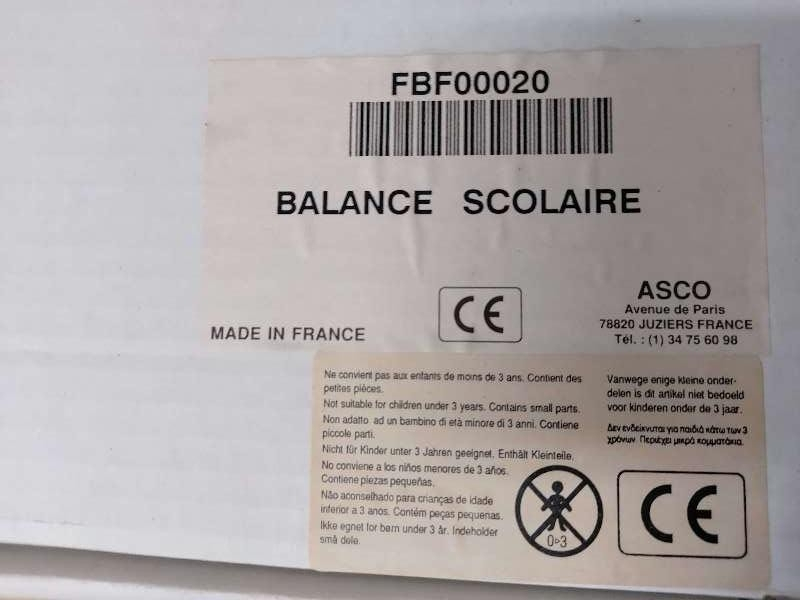 FBF00020
BALANCE SCOLAIRE
MADE IN FRANCE
CE
ASCO
Avenue de Paris
78820 JUZIERS FRANCE
Tél. : (1) 34 75 60 98
Ne convient pas aux enfants de moins de 3 ans. Contient des
petites pièces.
Not suitable for children under 3 years. Contains small parts.
Non adatto ad un bambino di età minore di 3 anni. Contiene
piccole parti.
Nicht für Kinder unter 3 Jahren geeignet. Enthält Kleinteile.
No conviene a los niños menores de 3 años.
Contiene piezas pequeñas.
Não aconselhado para crianças de idade
inferior a 3 anos. Contém peças pequenas.
Ikke egnet for børn under 3 år. Indeholder
små dele.
Vanwege enige kleine onder-
delen is dit artikel niet bedoeld
voor kinderen onder de 3 jaar.
Δεν ενδείκνυται για παιδιά κάτω των 3
χρόνων. Περιέχει μικρά κομματάκια.
0▹3
CE